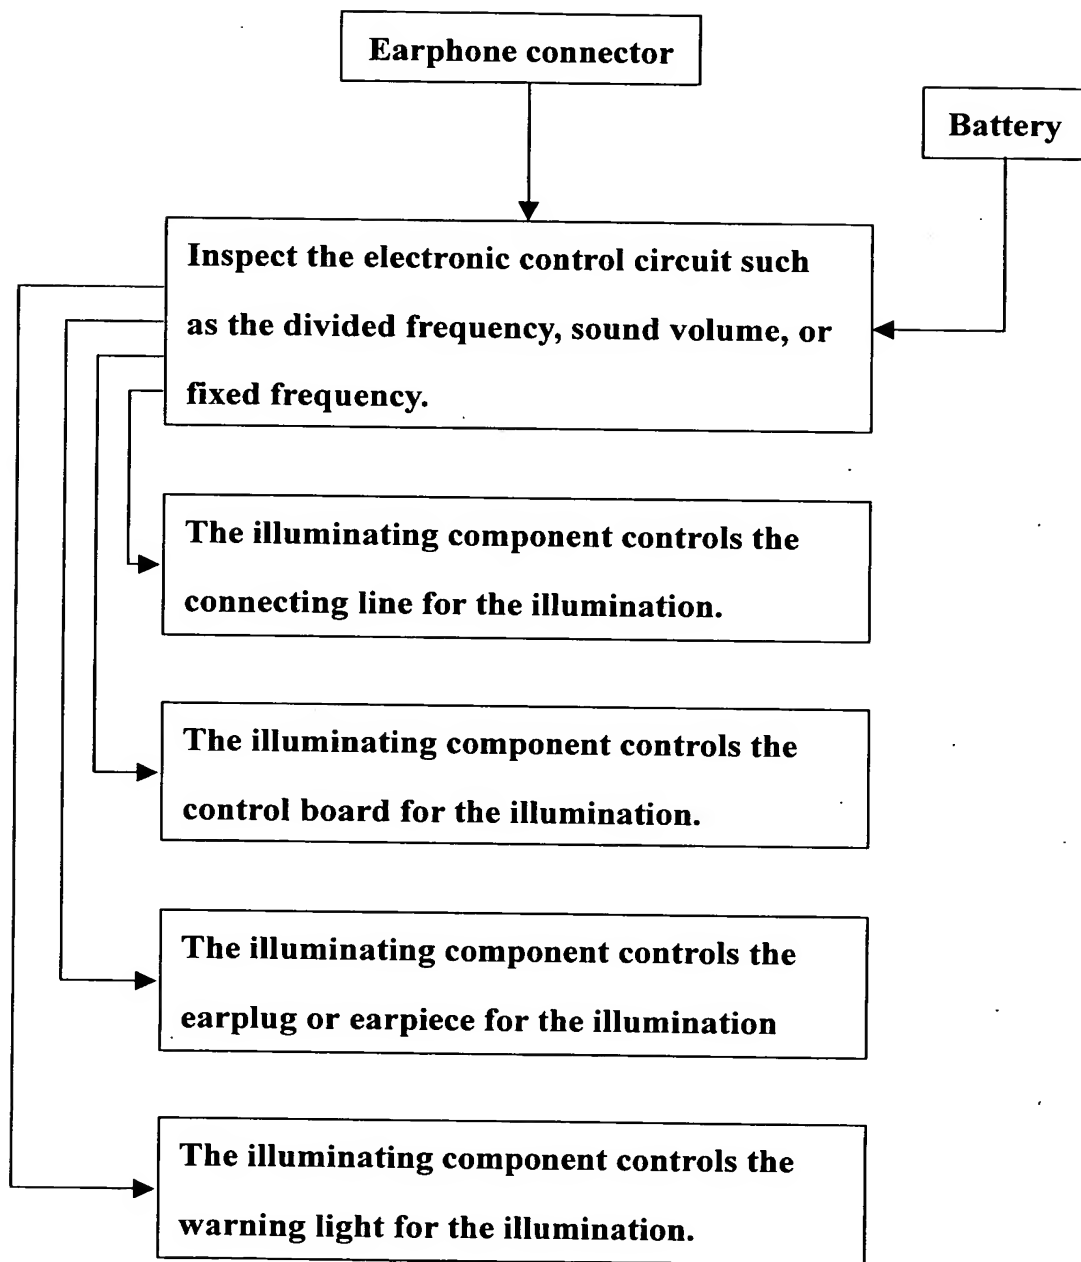 Earphone connector
Battery
Inspect the electronic control circuit such
as the divided frequency, sound volume, or
fixed frequency.
The illuminating component controls the
connecting line for the illumination.
The illuminating component controls the
control board for the illumination.
The illuminating component controls the
earplug or earpiece for the illumination
The illuminating component controls the
warning light for the illumination.